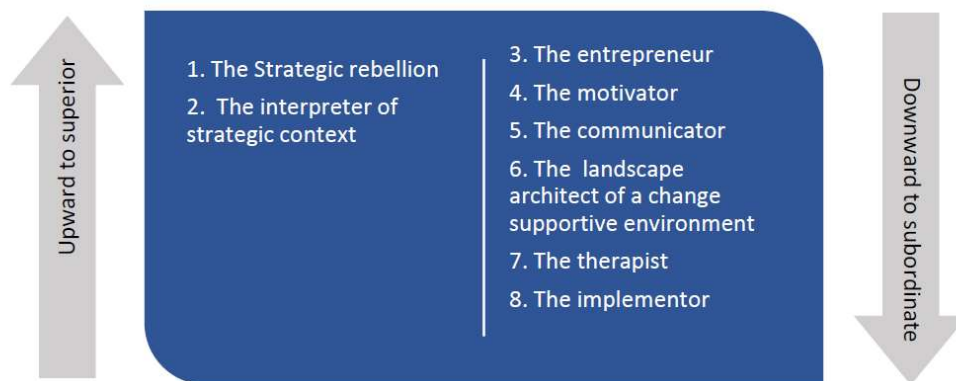 Upward to superior
1. The Strategic rebellion
2. The interpreter of
strategic context
3. The entrepreneur
4. The motivator
5. The communicator
6. The landscape
architect of a change
supportive environment
7. The therapist
8. The implementor
Downward to subordinate